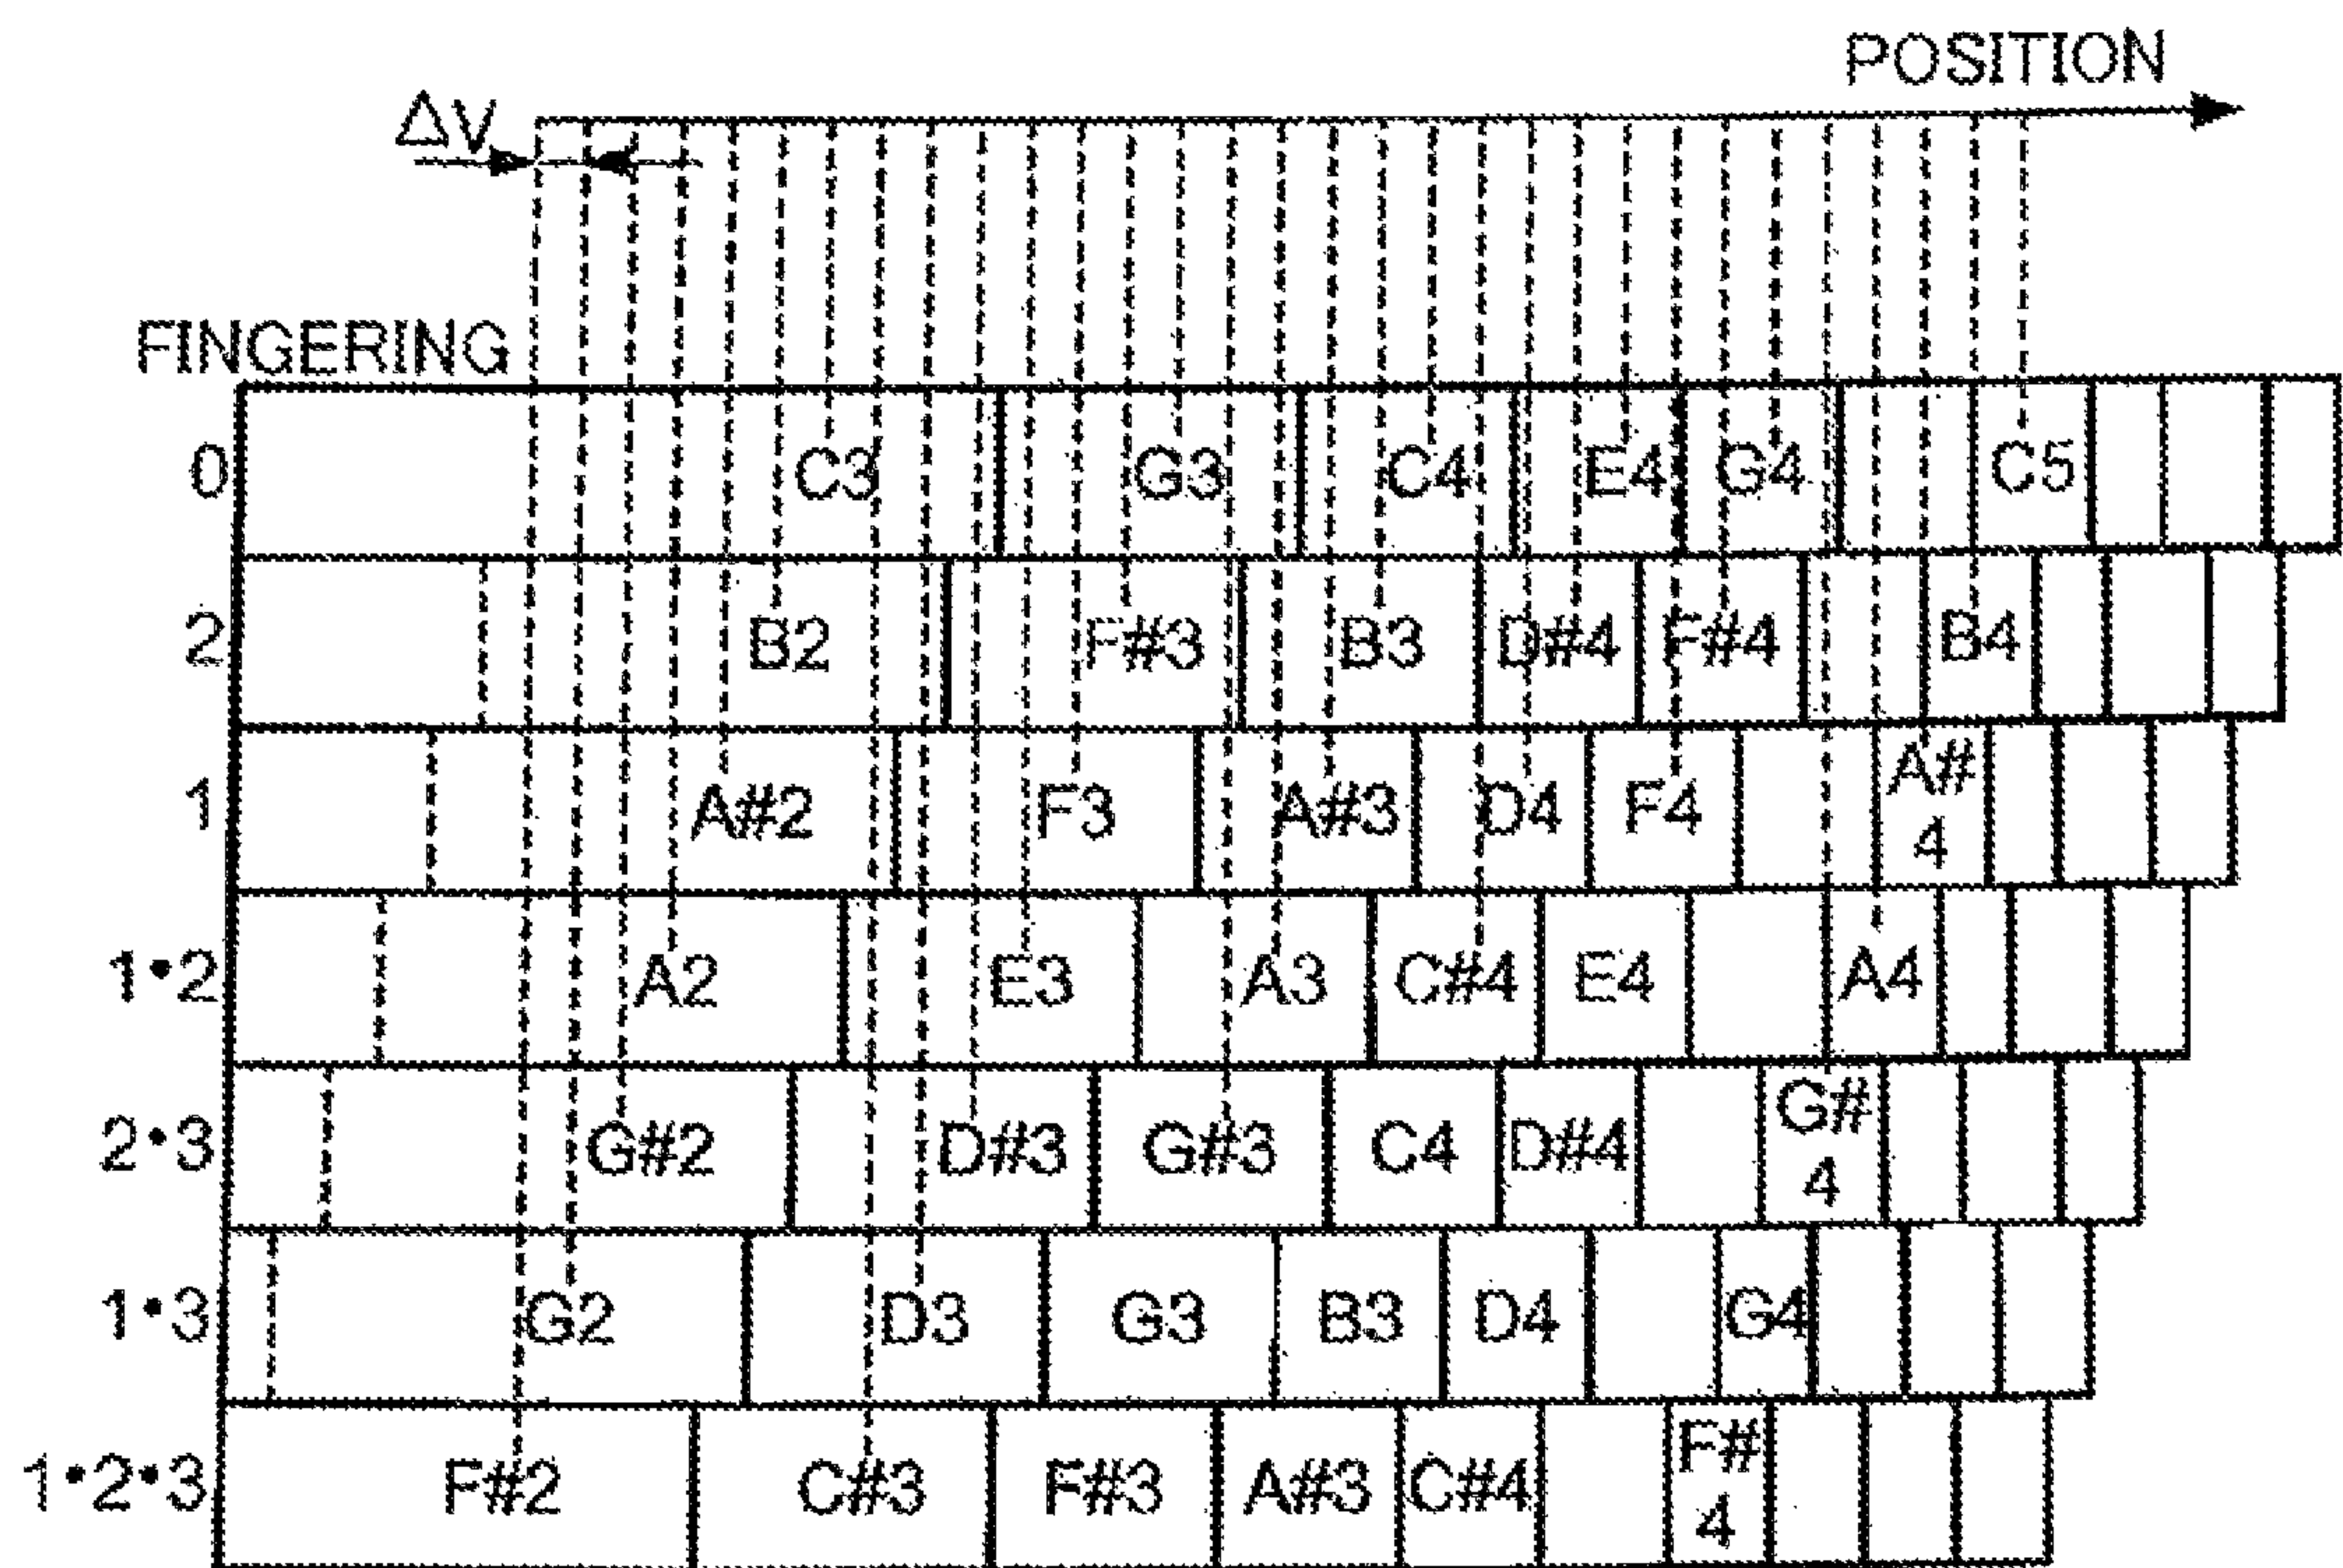 POSITION
ΔV
FINGERING
0 C3 G3 C4 E4 G4 C5
2 B2 F#3 B3 D#4 F#4 B4
1 A#2 F3 A#3 D4 F4 A#4
1•2 A2 E3 A3 C#4 E4 A4
2•3 G#2 D#3 G#3 C4 D#4 G#4
1•3 G2 D3 G3 B3 D4 G4
1•2•3 F#2 C#3 F#3 A#3 C#4 F#4